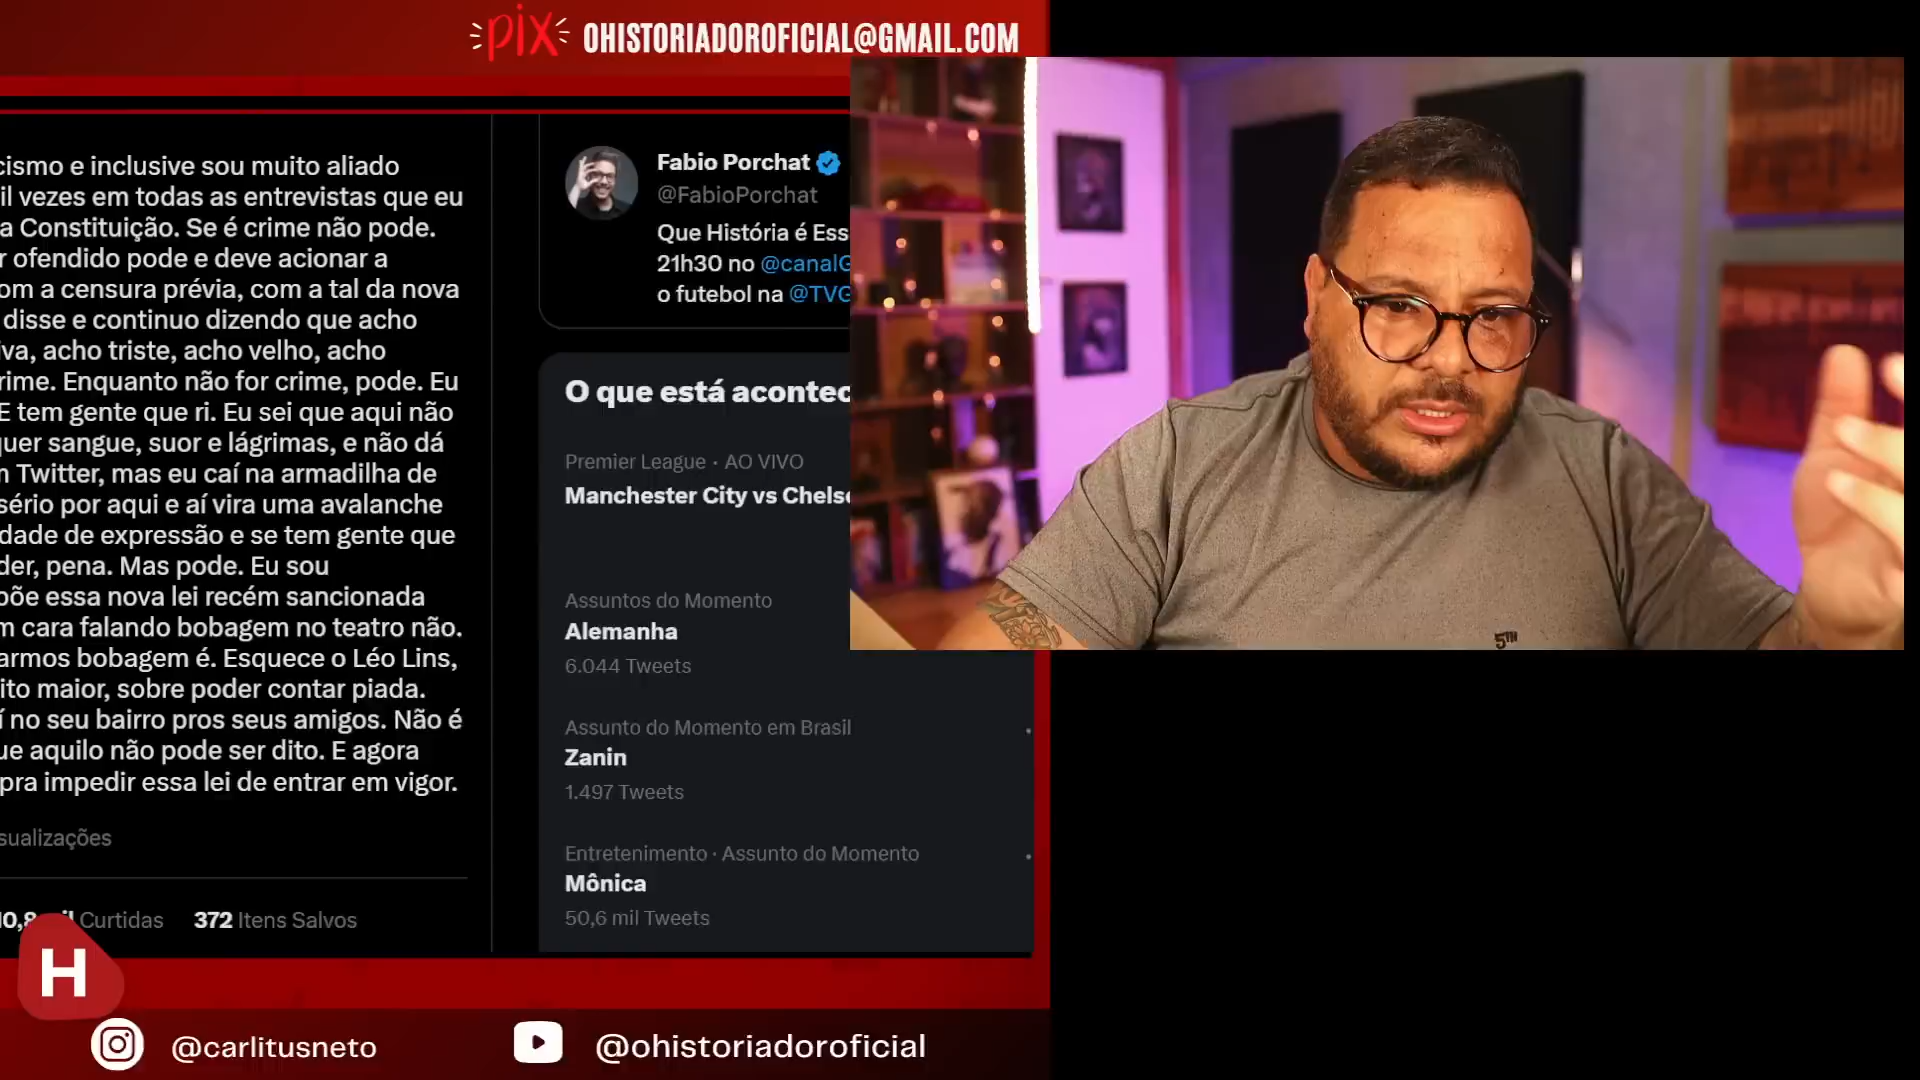 pix OHISTORIADOROFICIAL@GMAIL.COM
cismo e inclusive sou muito aliado
il vezes em todas as entrevistas que eu
a Constituição. Se é crime não pode.
r ofendido pode e deve acionar a
om a censura prévia, com a tal da nova
disse e continuo dizendo que acho
iva, acho triste, acho velho, acho
rime. Enquanto não for crime, pode. Eu
E tem gente que ri. Eu sei que aqui não
quer sangue, suor e lágrimas, e não dá
m Twitter, mas eu caí na armadilha de
sério por aqui e aí vira uma avalanche
dade de expressão e se tem gente que
der, pena. Mas pode. Eu sou
põe essa nova lei recém sancionada
m cara falando bobagem no teatro não.
armos bobagem é. Esquece o Léo Lins,
ito maior, sobre poder contar piada.
í no seu bairro pros seus amigos. Não é
ue aquilo não pode ser dito. E agora
pra impedir essa lei de entrar em vigor.
sualizações
Curtidas 372 Itens Salvos
Fabio Porchat
@FabioPorchat
Que História é Ess
21h30 no @canalG
o futebol na @TVG
O que está acontec
Premier League · AO VIVO
Manchester City vs Chelse
Assuntos do Momento
Alemanha
6.044 Tweets
Assunto do Momento em Brasil
Zanin
1.497 Tweets
Entretenimento · Assunto do Momento
Mônica
50,6 mil Tweets
5TH
H
@carlitusneto
@ohistoriadoroficial